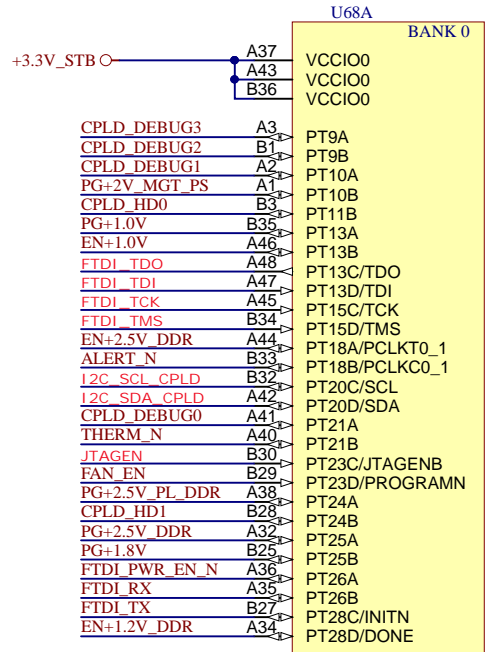 U68A
BANK 0
+3.3V_STB A37 VCCIO0
A43 VCCIO0
B36 VCCIO0
CPLD_DEBUG3 A3 PT9A
CPLD_DEBUG2 B1 PT9B
CPLD_DEBUG1 A2 PT10A
PG+2V_MGT_PS A1 PT10B
CPLD_HD0 B3 PT11B
PG+1.0V B35 PT13A
EN+1.0V A46 PT13B
FTDI_TDO A48 PT13C/TDO
FTDI_TDI A47 PT13D/TDI
FTDI_TCK A45 PT15C/TCK
FTDI_TMS B34 PT15D/TMS
EN+2.5V_DDR A44 PT18A/PCLKT0_1
ALERT_N B33 PT18B/PCLKC0_1
I2C_SCL_CPLD B32 PT20C/SCL
I2C_SDA_CPLD A42 PT20D/SDA
CPLD_DEBUG0 A41 PT21A
THERM_N A40 PT21B
JTAGEN B30 PT23C/JTAGENB
FAN_EN B29 PT23D/PROGRAMN
PG+2.5V_PL_DDR A38 PT24A
CPLD_HD1 B28 PT24B
PG+2.5V_DDR A32 PT25A
PG+1.8V B25 PT25B
FTDI_PWR_EN_N A36 PT26A
FTDI_RX A35 PT26B
FTDI_TX B27 PT28C/INITN
EN+1.2V_DDR A34 PT28D/DONE